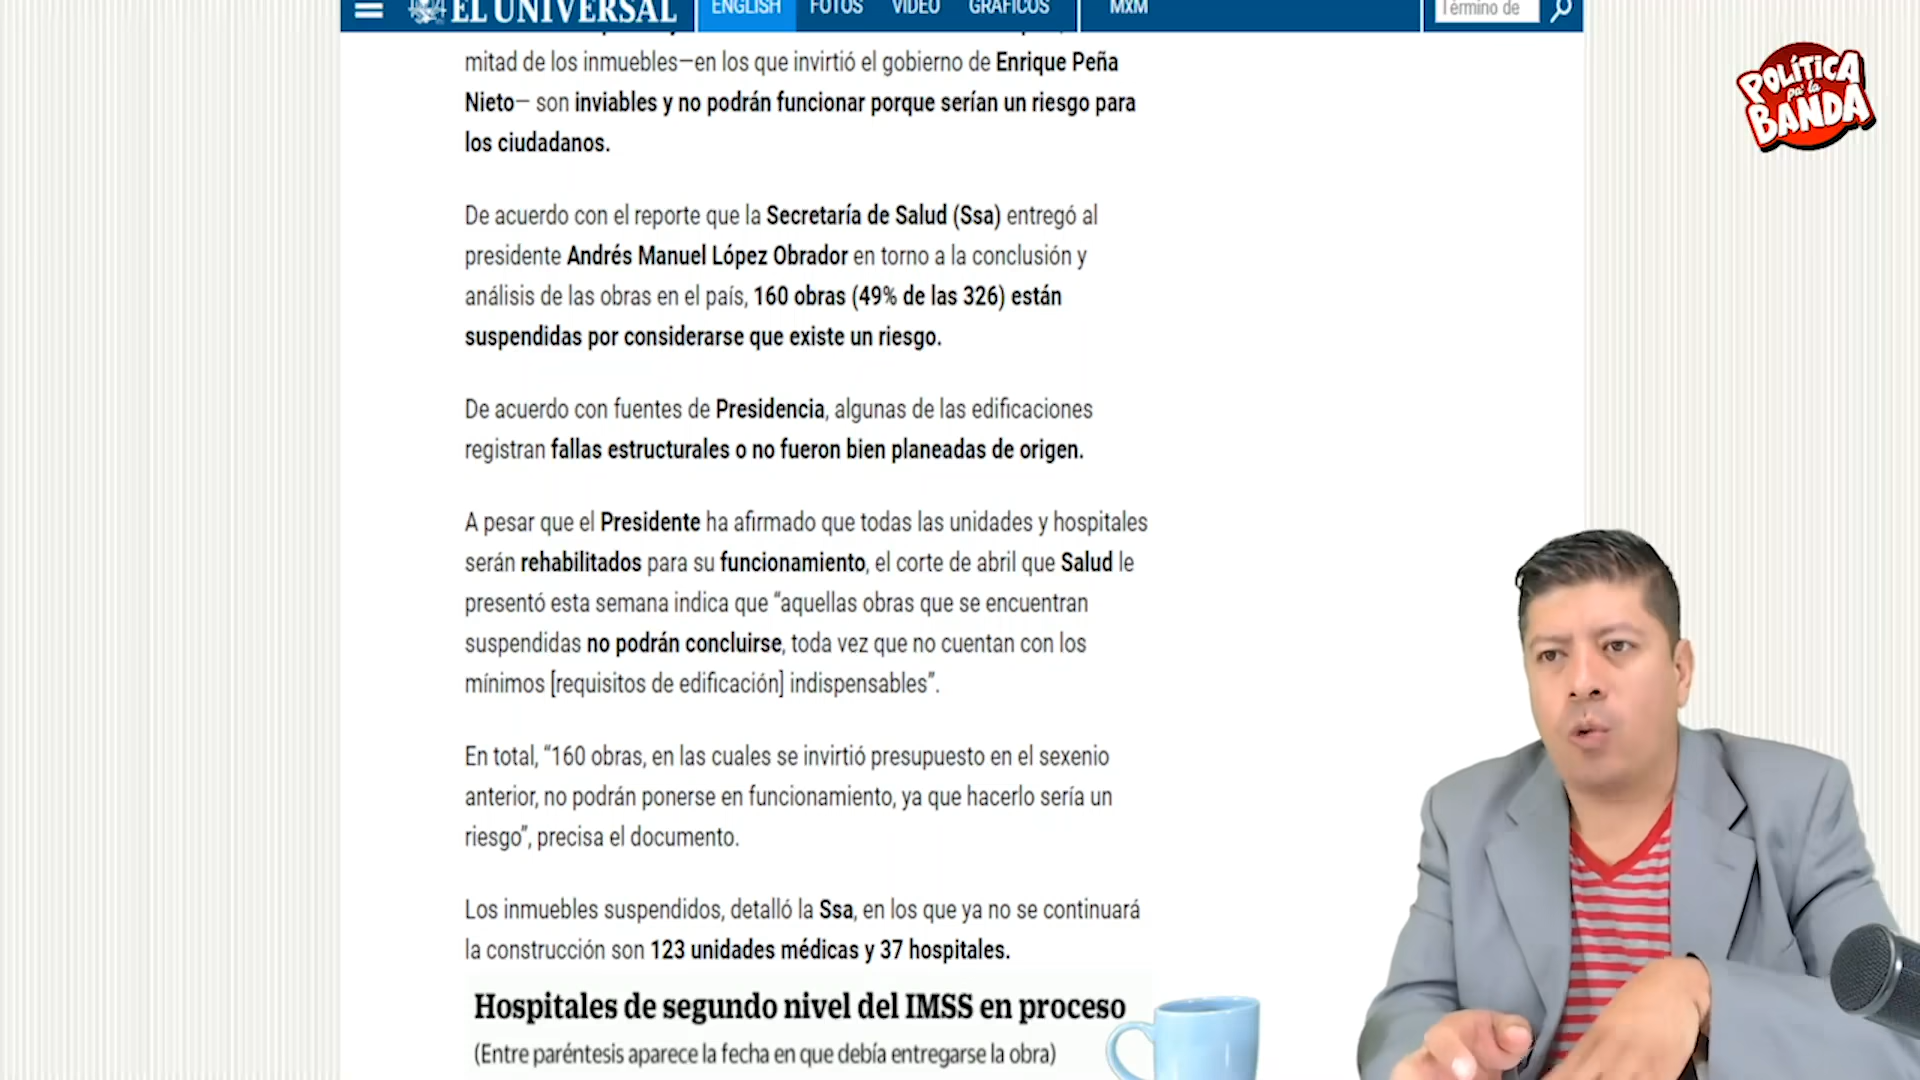 EL UNIVERSAL
ENGLISH
FOTOS
VIDEO
GRÁFICOS
MxM
Término de
POLÍTICA
pa' la
BANDA
mitad de los inmuebles—en los que invirtió el gobierno de Enrique Peña
Nieto— son inviables y no podrán funcionar porque serían un riesgo para
los ciudadanos.
De acuerdo con el reporte que la Secretaría de Salud (Ssa) entregó al
presidente Andrés Manuel López Obrador en torno a la conclusión y
análisis de las obras en el país, 160 obras (49% de las 326) están
suspendidas por considerarse que existe un riesgo.
De acuerdo con fuentes de Presidencia, algunas de las edificaciones
registran fallas estructurales o no fueron bien planeadas de origen.
A pesar que el Presidente ha afirmado que todas las unidades y hospitales
serán rehabilitados para su funcionamiento, el corte de abril que Salud le
presentó esta semana indica que “aquellas obras que se encuentran
suspendidas no podrán concluirse, toda vez que no cuentan con los
mínimos [requisitos de edificación] indispensables”.
En total, “160 obras, en las cuales se invirtió presupuesto en el sexenio
anterior, no podrán ponerse en funcionamiento, ya que hacerlo sería un
riesgo”, precisa el documento.
Los inmuebles suspendidos, detalló la Ssa, en los que ya no se continuará
la construcción son 123 unidades médicas y 37 hospitales.
Hospitales de segundo nivel del IMSS en proceso
(Entre paréntesis aparece la fecha en que debía entregarse la obra)